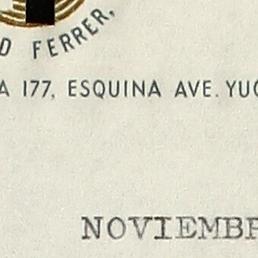 D FERRER,
A 177, ESQUINA AVE. YUC
NOVIEMBR